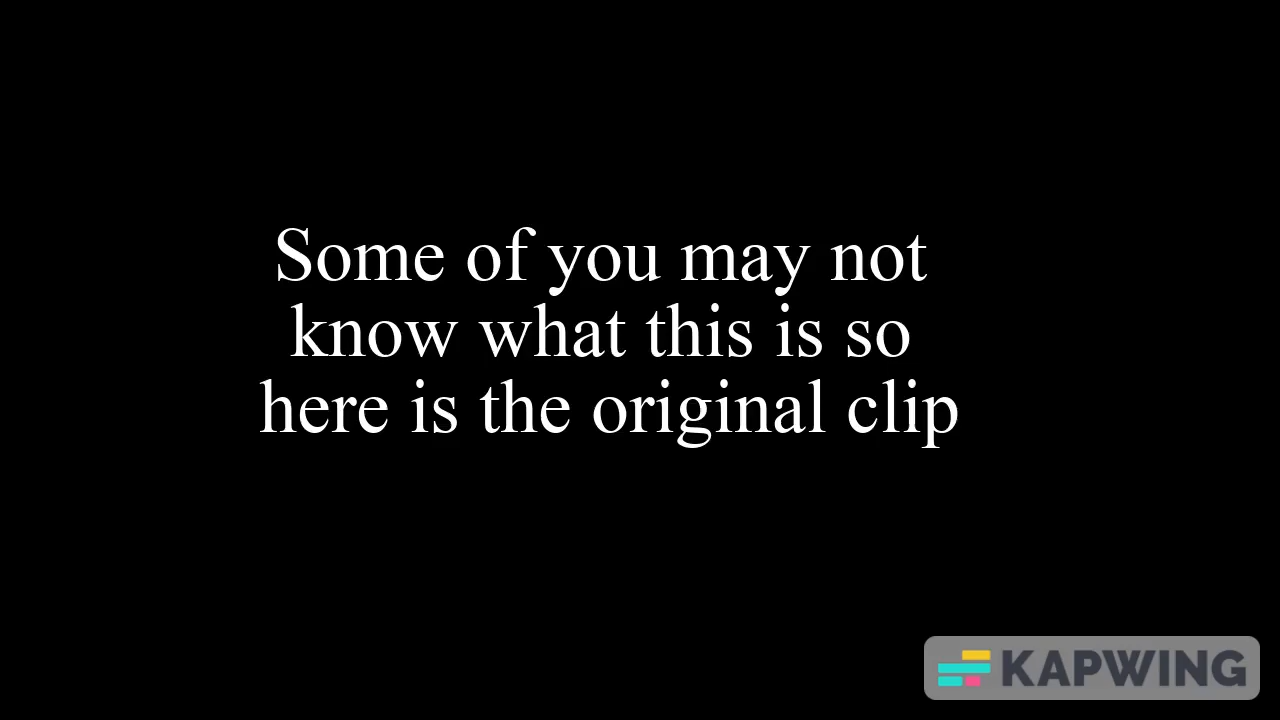 Some of you may not
know what this is so
here is the original clip
KAPWING